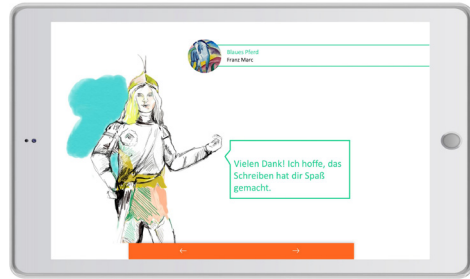 Blaues Pferd
Franz Marc
Vielen Dank! Ich hoffe, das
Schreiben hat dir Spaß
gemacht.